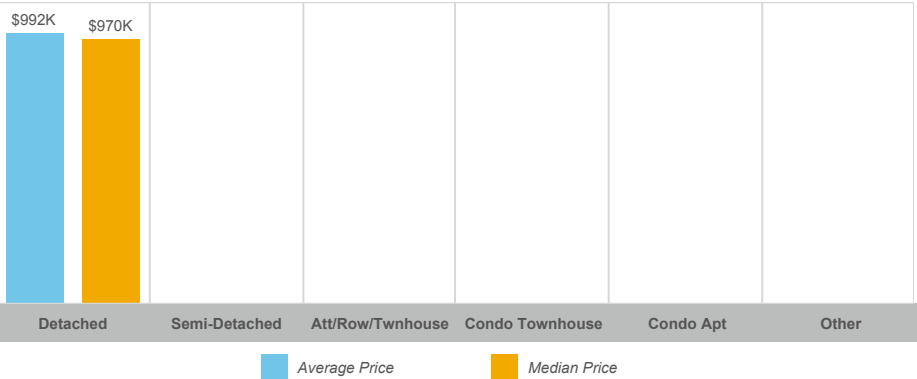 $992K
$970K
Detached Semi-Detached Att/Row/Twnhouse Condo Townhouse Condo Apt Other
Average Price Median Price